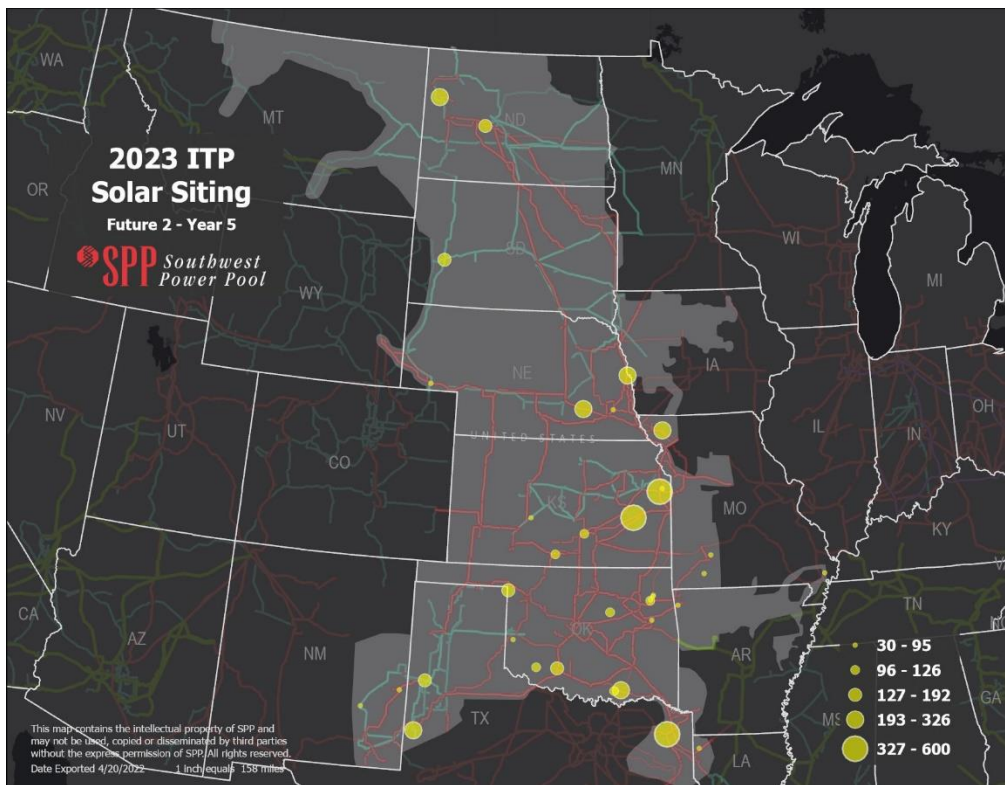 2023 ITP
Solar Siting
Future 2 - Year 5
SPP Southwest
Power Pool
WA
MT
ND
MN
OR
SD
WI
MI
WY
NE
IA
NV
UT
CO
UNITED STATES
IL
IN
OH
KS
MO
KY
CA
AZ
NM
OK
AR
TN
TX
LA
MS
GA
30 - 95
96 - 126
127 - 192
193 - 326
327 - 600
This map contains the intellectual property of SPP and
may not be used, copied or disseminated by third parties
without the express permission of SPP. All rights reserved.
Date Exported 4/20/2022 1 inch equals 158 miles